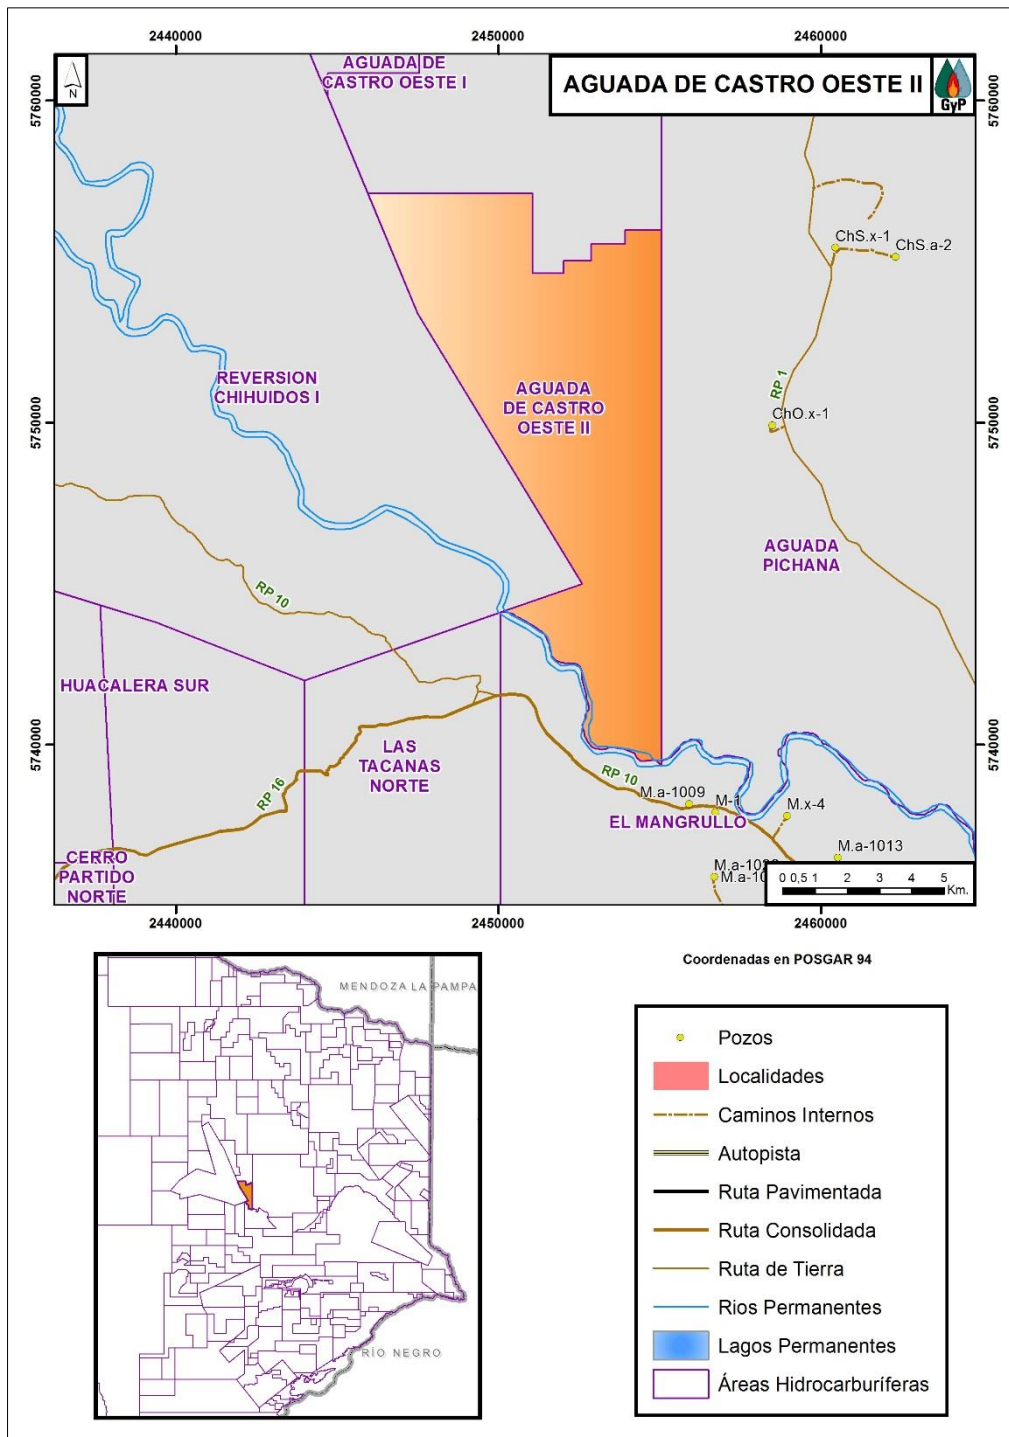 2440000
2450000
2460000
5760000
5760000
N
AGUADA DE
CASTRO OESTE I
AGUADA DE CASTRO OESTE II
GyP
ChS.x-1
ChS.a-2
REVERSION
CHIHUIDOS I
AGUADA
DE CASTRO
OESTE II
RP 1
ChO.x-1
5750000
5750000
AGUADA
PICHANA
RP 10
HUACALERA SUR
LAS
TACANAS
NORTE
5740000
5740000
RP 16
RP 10
M.a-1009
M-1
M.x-4
EL MANGRULLO
M.a-1013
CERRO
PARTIDO
NORTE
0 0,5 1 2 3 4 5
Km.
2440000
2450000
2460000
Coordenadas en POSGAR 94
MENDOZA
LA PAMPA
RÍO NEGRO
Pozos
Localidades
Caminos Internos
Autopista
Ruta Pavimentada
Ruta Consolidada
Ruta de Tierra
Rios Permanentes
Lagos Permanentes
Áreas Hidrocarburíferas